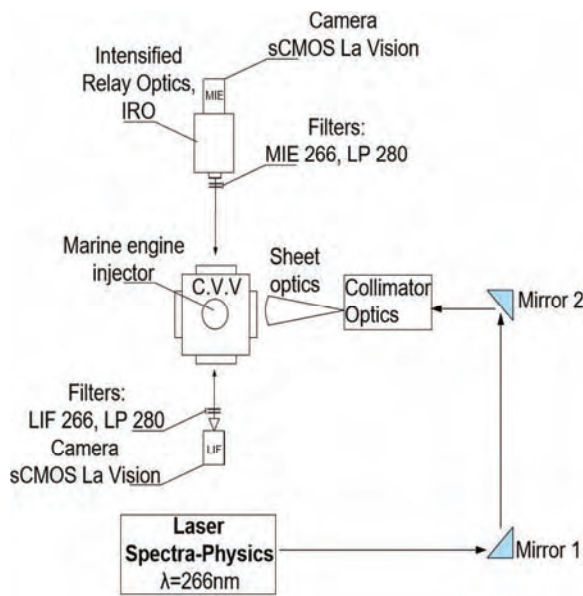 Camera
sCMOS La Vision
Intensified
Relay Optics,
IRO
MIE
Filters:
MIE 266, LP 280
Marine engine
injector
C.V.V
Sheet
optics
Collimator
Optics
Mirror 2
Filters:
LIF 266, LP 280
Camera
sCMOS La Vision
LIF
Laser
Spectra-Physics
λ=266nm
Mirror 1